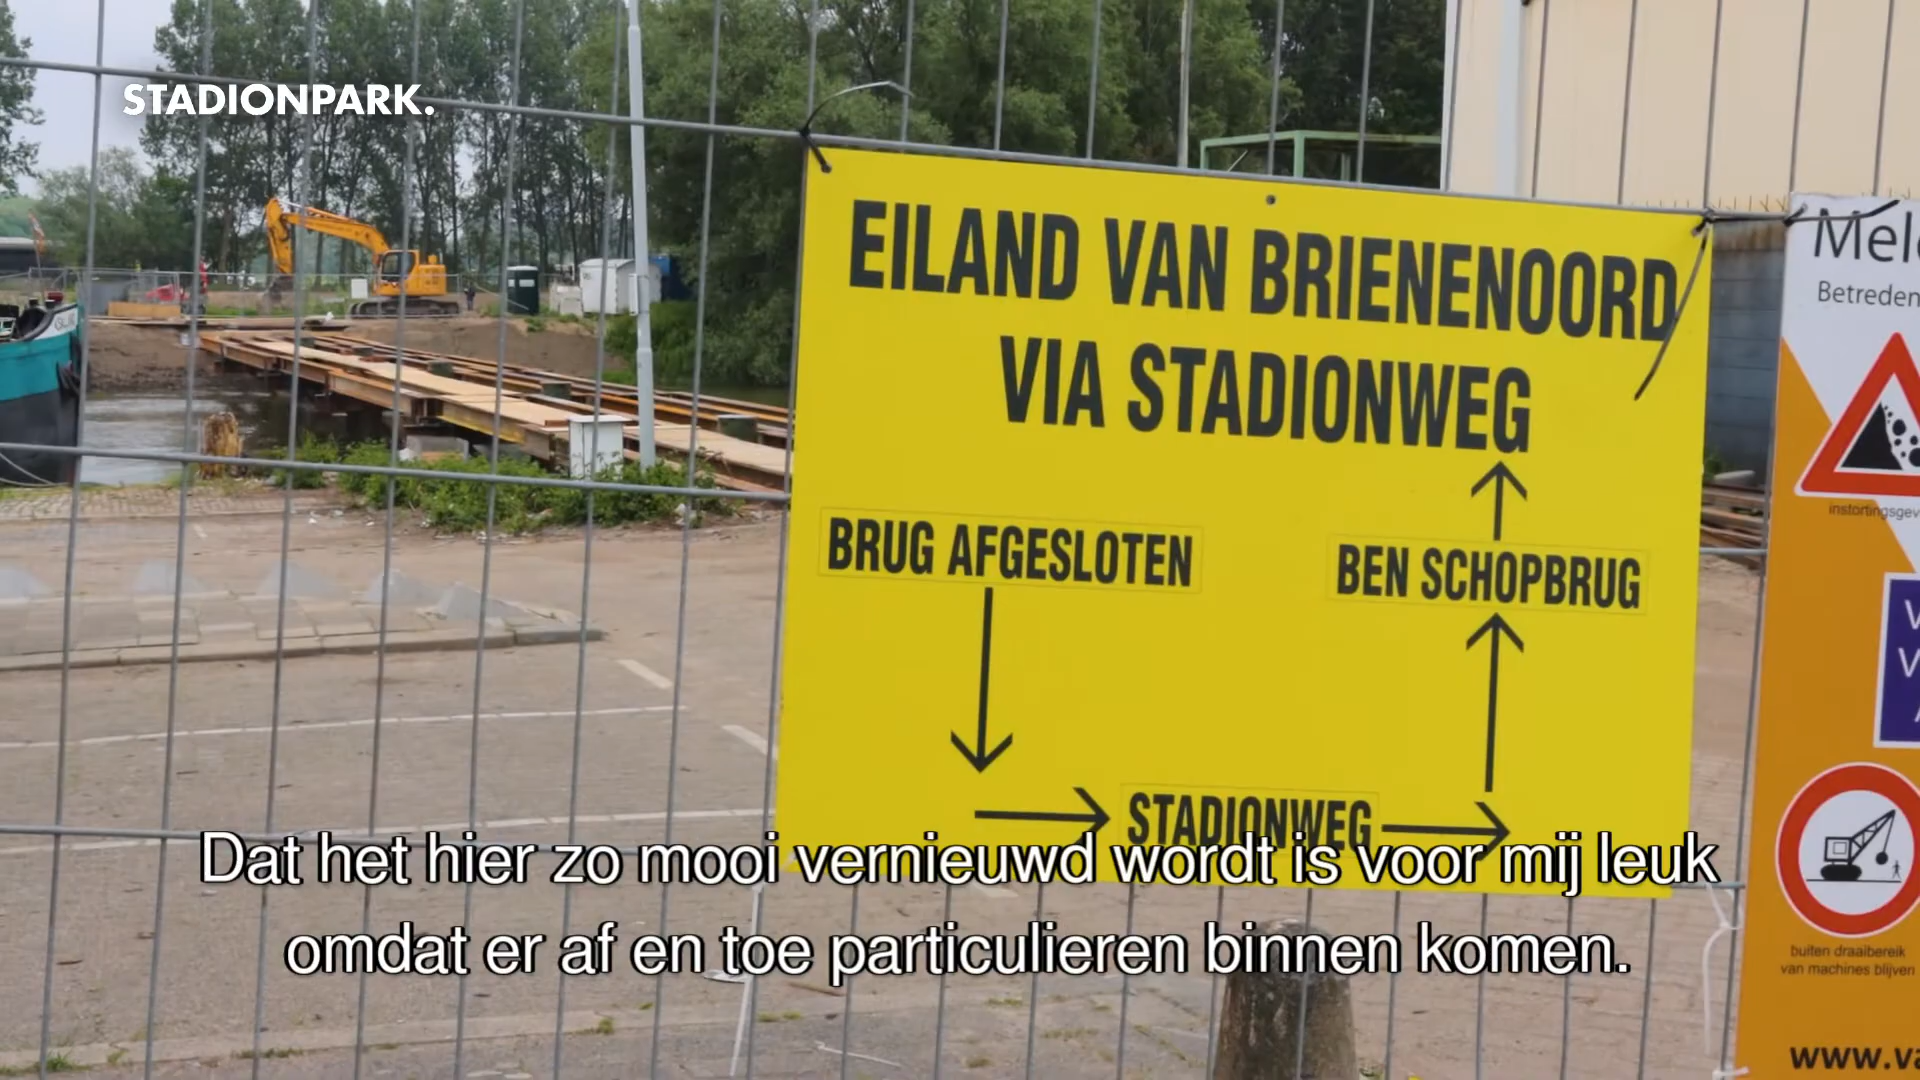 STADIONPARK.
EILAND VAN BRIENENOORD
VIA STADIONWEG
BRUG AFGESLOTEN
BEN SCHOPBRUG
STADIONWEG
Betreden
buiten draaibereik
van machines blijven
Dat het hier zo mooi vernieuwd wordt is voor mij leuk
omdat er af en toe particulieren binnen komen.